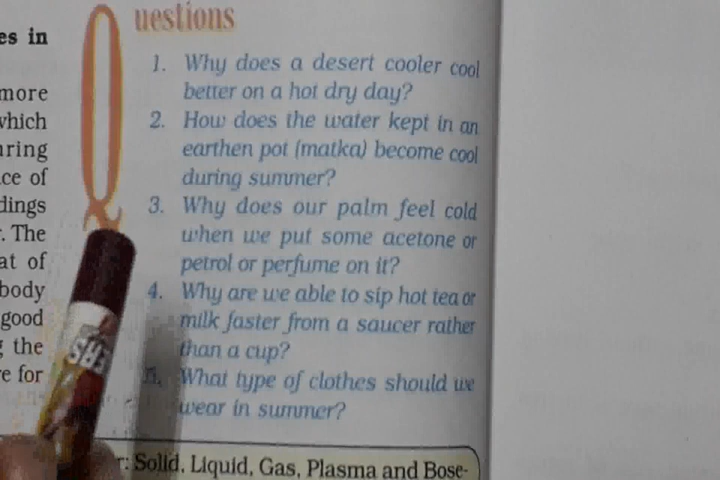 es in
more
which
uring
ce of
dings
. The
at of
body
good
g the
e for
Questions
1. Why does a desert cooler cool
better on a hot dry day?
2. How does the water kept in an
earthen pot (matka) become cool
during summer?
3. Why does our palm feel cold
when we put some acetone or
petrol or perfume on it?
4. Why are we able to sip hot tea or
milk faster from a saucer rather
than a cup?
5. What type of clothes should we
wear in summer?
r: Solid, Liquid, Gas, Plasma and Bose-